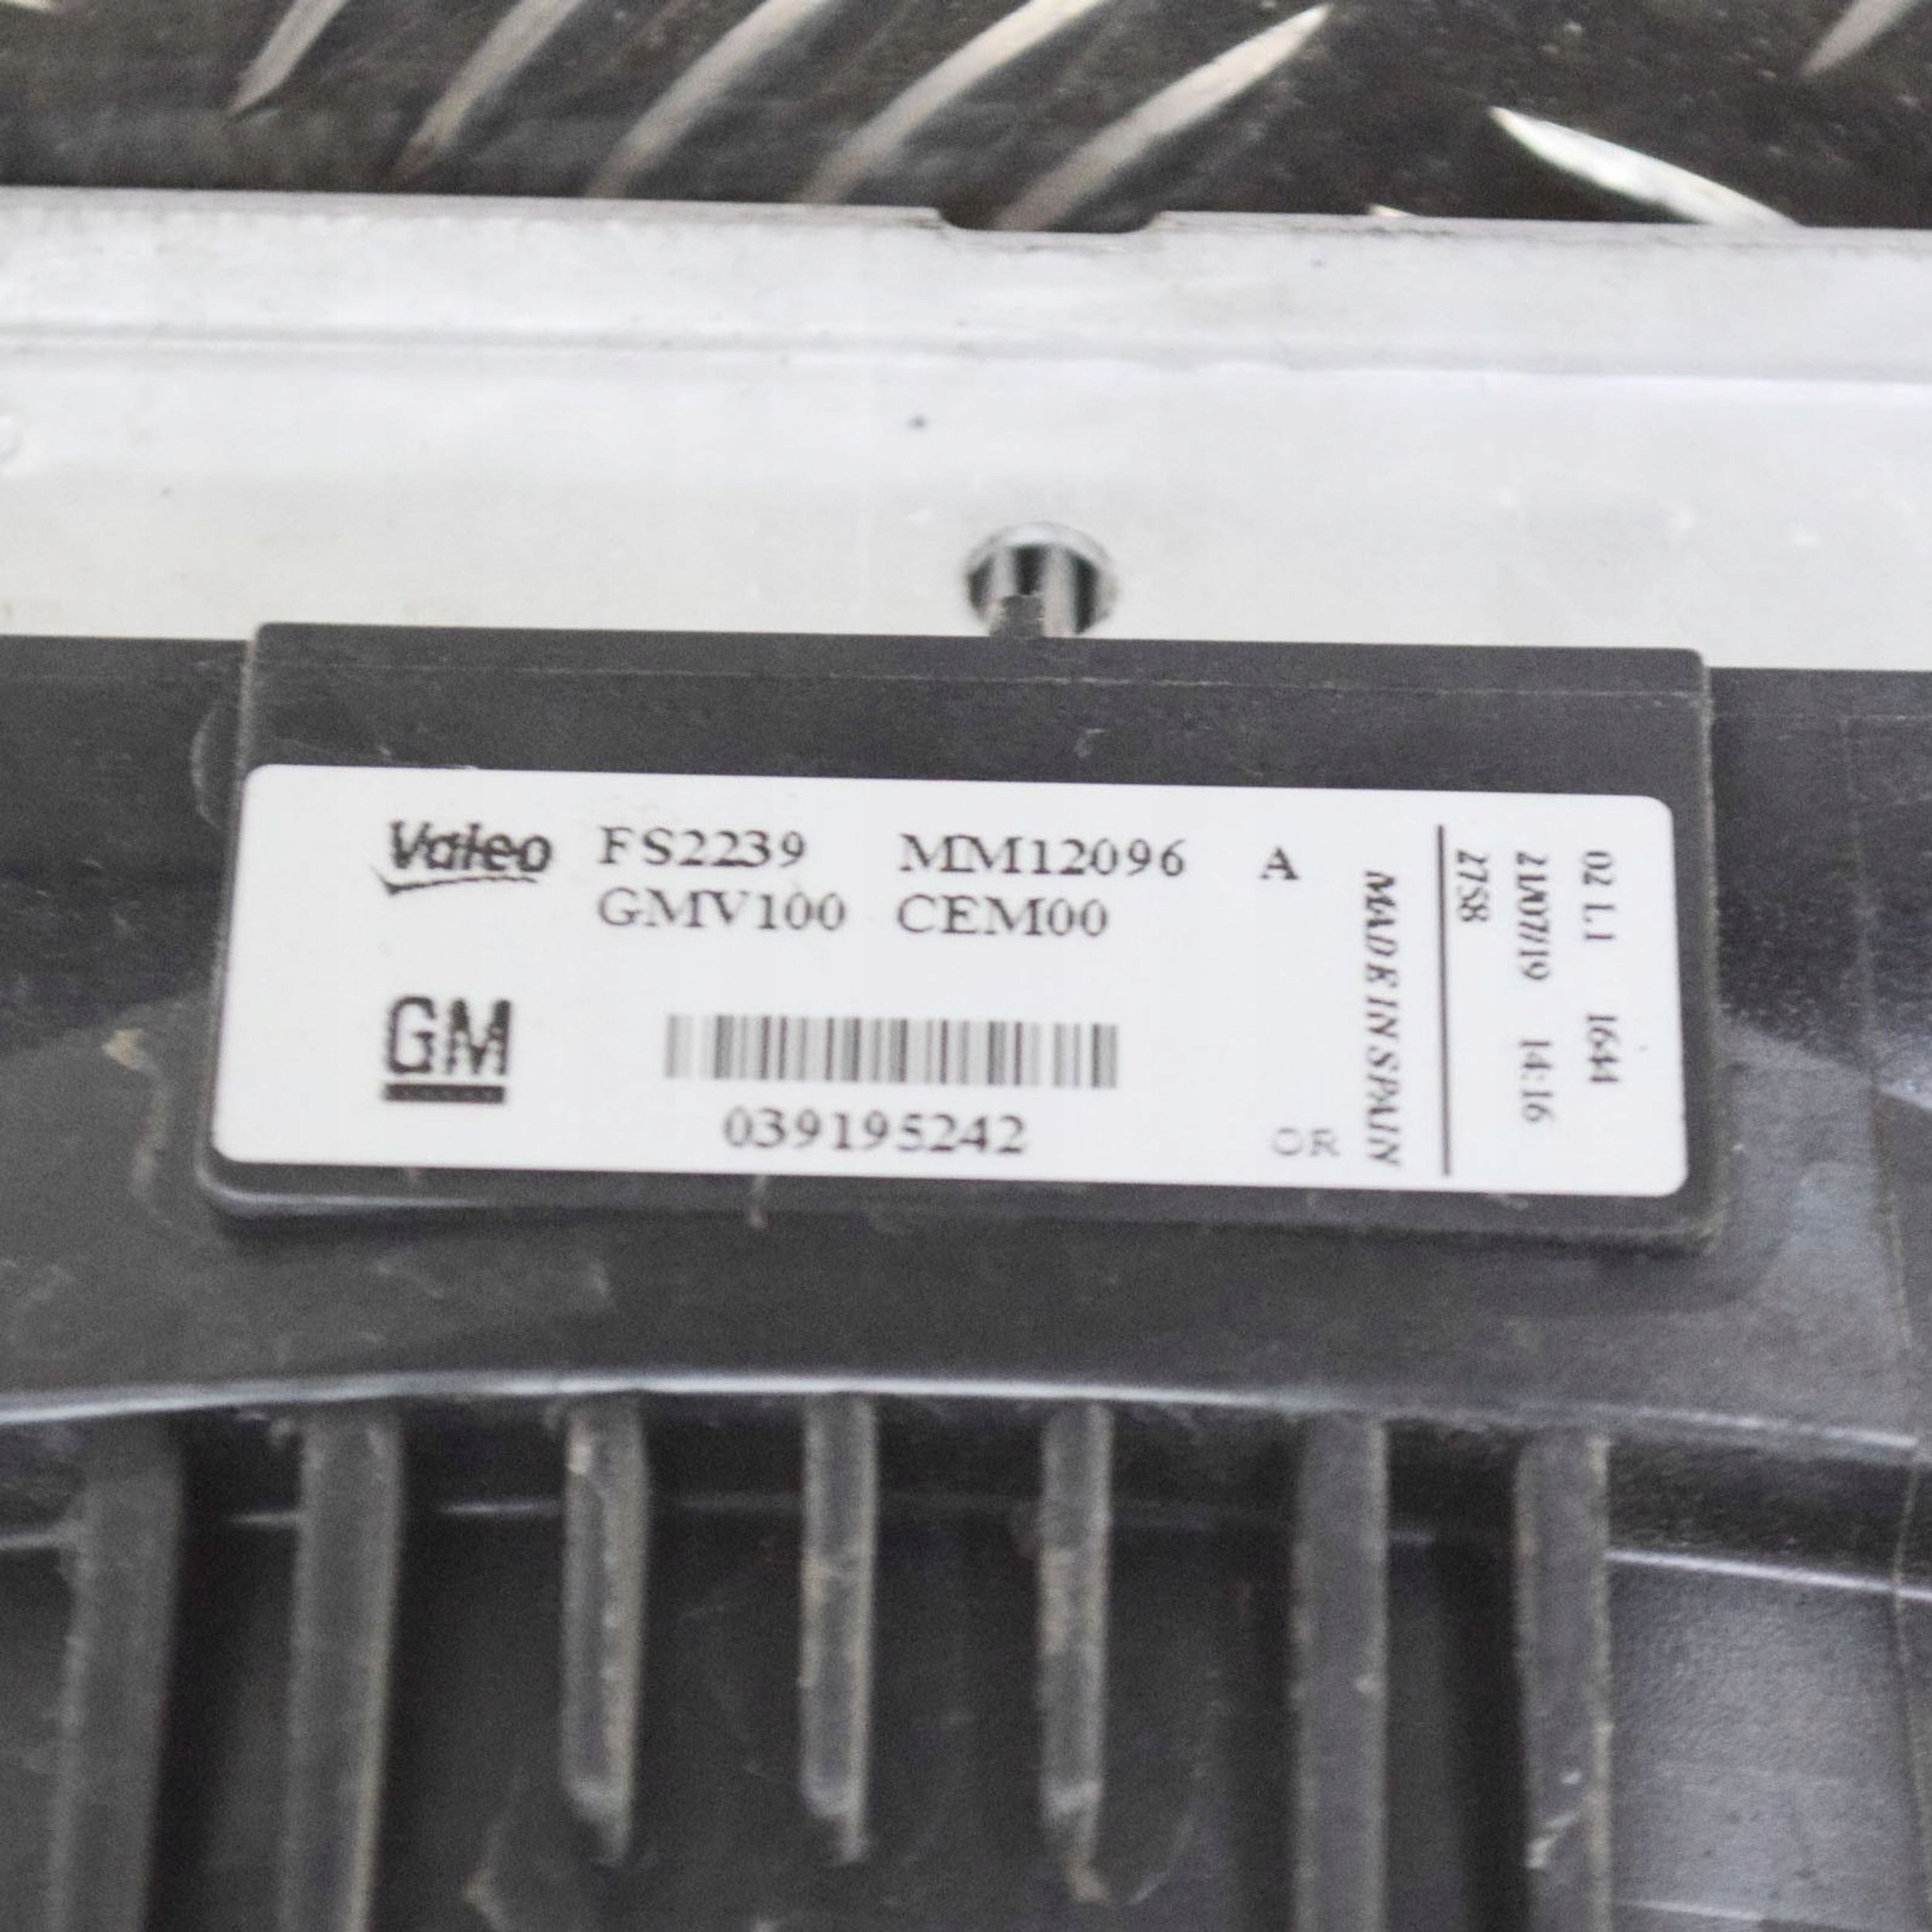 Valeo FS2239 MM12096 A
GMV100 CEM00
GM
039195242
OR
MADE IN SPAIN
02 L1 1644
21/07/19 14:16
2758